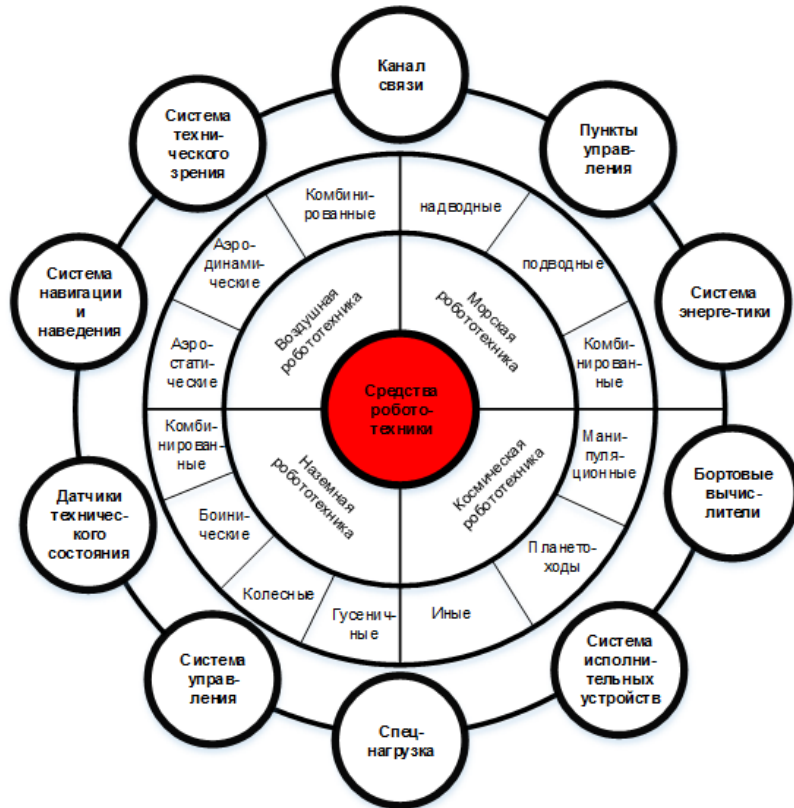 Канал
связи
Система
техни-
ческого
зрения
Пункты
управ-
ления
Система
навигации
и
наведения
Система
энерге-тики
Комбини-
рованные
надводные
Аэро-
динами-
ческие
подводные
Аэро-
стати-
ческие
Комби-
нирован-
ные
Воздушная
робототехника
Морская
робототехника
Средства
робото-
техники
Комби-
нирован-
ные
Мани-
пуля-
ционные
Наземная
робототехника
Космическая
робототехника
Боини-
ческие
Плането-
ходы
Колесные
Гусенич-
ные
Иные
Датчики
техничес-
кого
состояния
Бортовые
вычис-
лители
Система
управ-
ления
Система
исполни-
тельных
устройств
Спец-
нагрузка